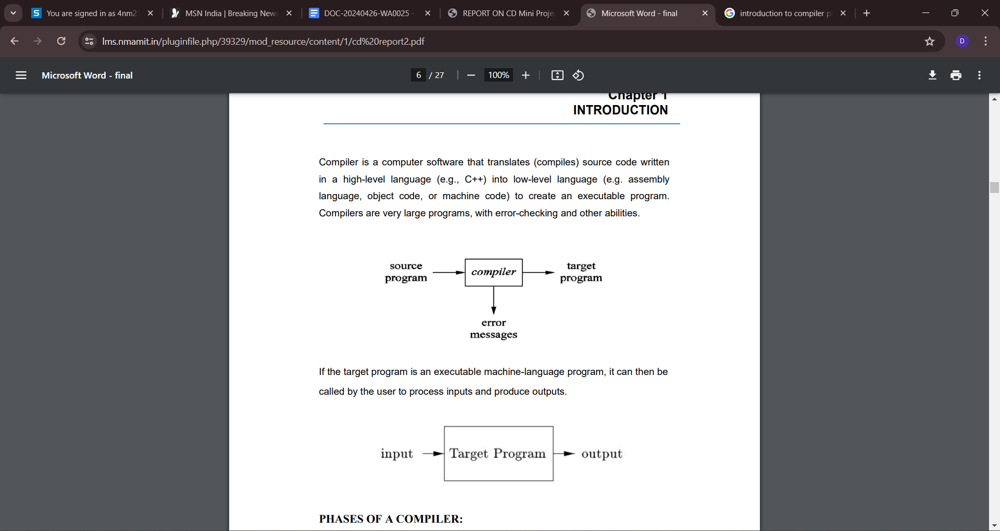 You are signed in as 4nm2
MSN India | Breaking News
DOC-20240426-WA0025 -
REPORT ON CD Mini Proje
Microsoft Word - final
introduction to compiler p
lms.nmamit.in/pluginfile.php/39329/mod_resource/content/1/cd%20report2.pdf
D
Microsoft Word - final
6 / 27
100%
Chapter 1
INTRODUCTION
Compiler is a computer software that translates (compiles) source code written
in a high-level language (e.g., C++) into low-level language (e.g. assembly
language, object code, or machine code) to create an executable program.
Compilers are very large programs, with error-checking and other abilities.
source
program
compiler
target
program
error
messages
If the target program is an executable machine-language program, it can then be
called by the user to process inputs and produce outputs.
input
Target Program
output
PHASES OF A COMPILER: